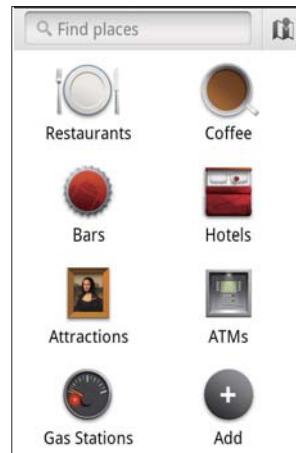 Find places
Restaurants
Coffee
Bars
Hotels
Attractions
ATMs
Gas Stations
Add